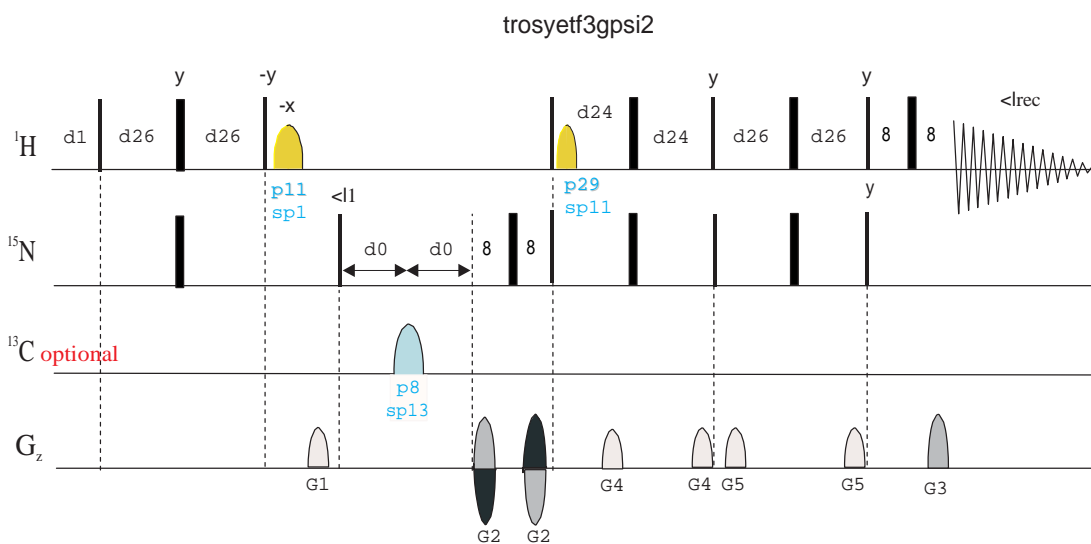 trosyetf3gpsi2
y -y y y
-x <lrec
¹H d1 d26 d26 d24 d24 d26 d26 8 8
p11 p29
sp1 sp11
<l1
¹⁵N d0 d0 8 8 y
¹³C optional
p8
sp13
G_z
G1 G4 G4 G5 G5 G3
G2 G2